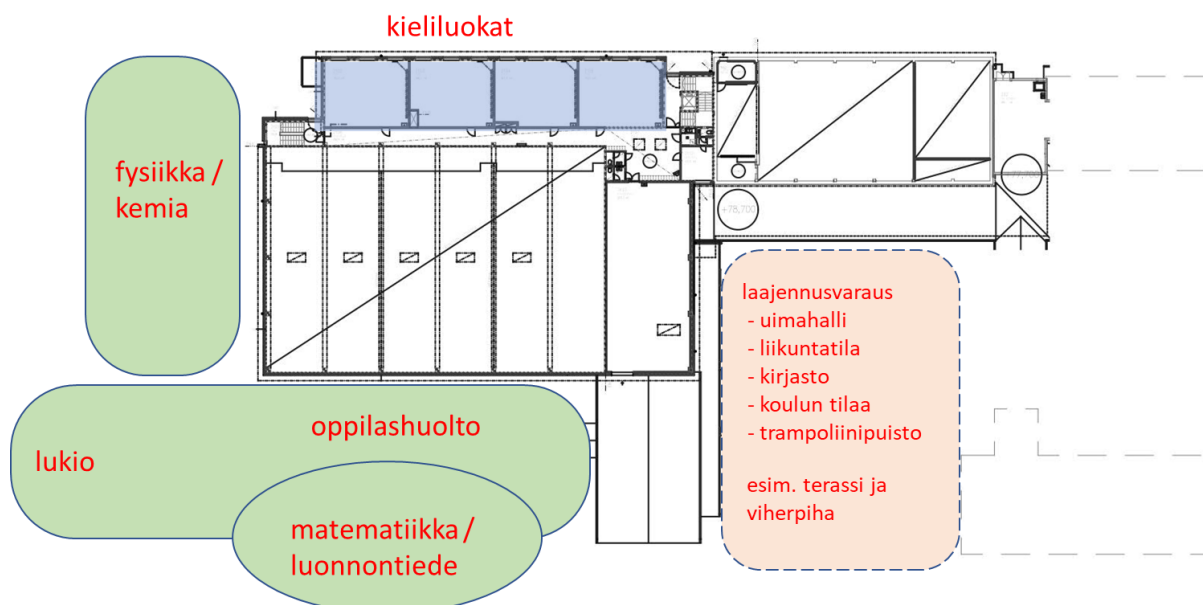 kieliluokat
fysiikka /
kemia
+78,700
laajennusvaraus
- uimahalli
- liikuntatila
- kirjasto
- koulun tilaa
- trampoliinipuisto
esim. terassi ja
viherpiha
oppilashuolto
lukio
matematiikka /
luonnontiede